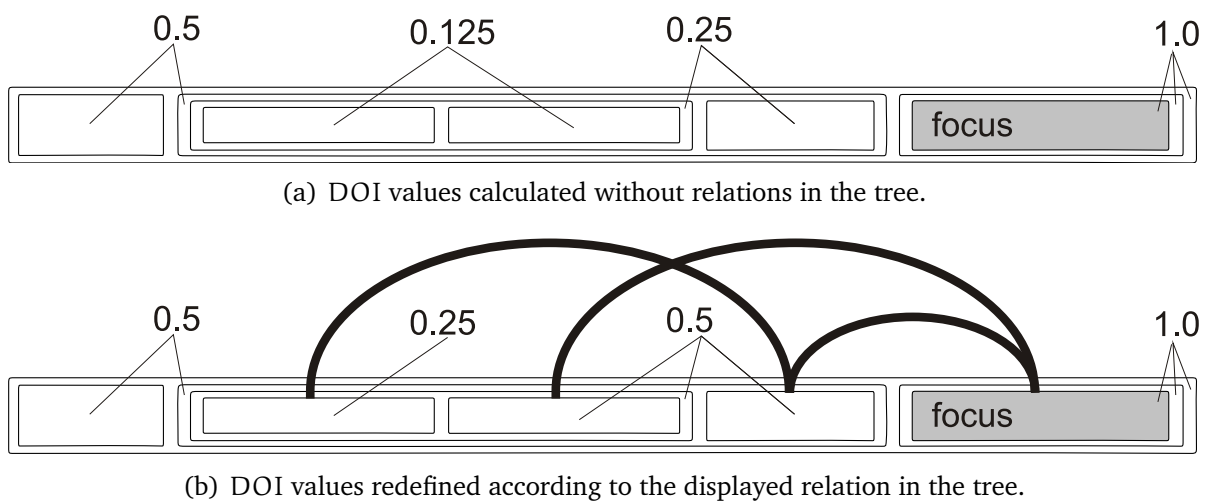 0.5 0.125 0.25 1.0
focus
(a) DOI values calculated without relations in the tree.
0.5 0.25 0.5 1.0
focus
(b) DOI values redefined according to the displayed relation in the tree.